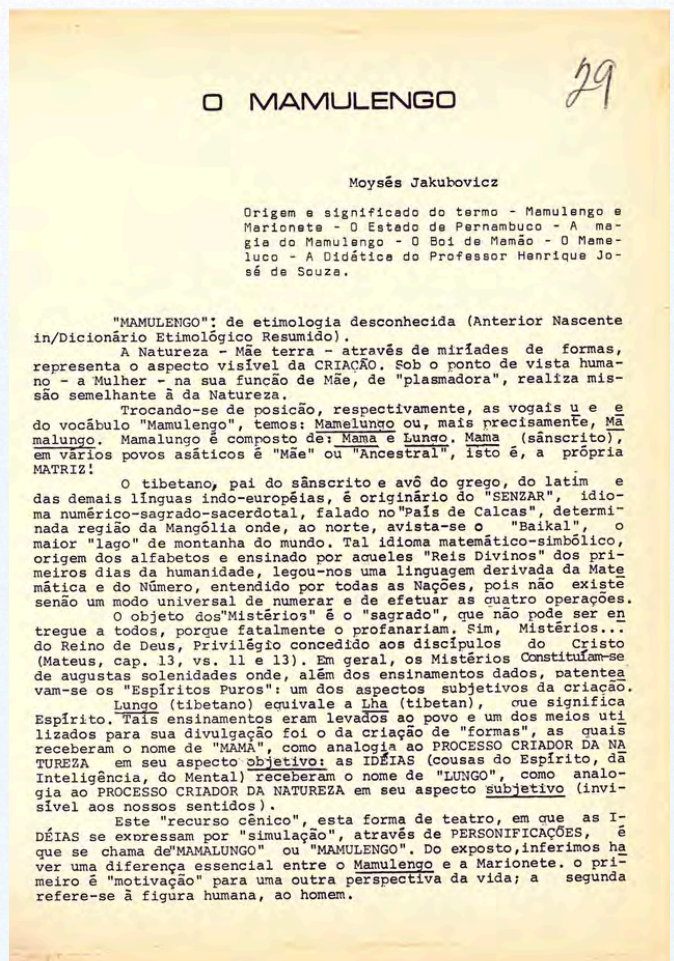 29
O MAMULENGO
Moysés Jakubovicz
Origem e significado do termo - Mamulengo e
Marionete - O Estado de Pernambuco - A ma-
gia do Mamulengo - O Boi de Mamão - O Mame-
luco - A Didática do Professor Henrique Jo-
sé de Souza.
"MAMULENGO": de etimologia desconhecida (Anterior Nascente
in/Dicionário Etimológico Resumido).
A Natureza - Mãe terra - através de miríades de formas,
representa o aspecto visível da CRIAÇÃO. Sob o ponto de vista huma-
no - a Mulher - na sua função de Mãe, de "plasmadora", realiza mis-
são semelhante à da Natureza.
Trocando-se de posicão, respectivamente, as vogais u e e
do vocábulo "Mamulengo", temos: Mamelungo ou, mais precisamente, Ma
malungo. Mamalungo é composto de: Mama e Lungo. Mama (sânscrito),
em vários povos asáticos é "Mãe" ou "Ancestral", isto é, a própria
MATRIZ!
O tibetano, pai do sânscrito e avô do grego, do latim e
das demais línguas indo-européias, é originário do "SENZAR", idio-
ma numérico-sagrado-sacerdotal, falado no "País de Calcas", determi-
nada região da Mangólia onde, ao norte, avista-se o "Baikal", o
maior "lago" de montanha do mundo. Tal idioma matemático-simbólico,
origem dos alfabetos e ensinado por aqueles "Reis Divinos" dos pri-
meiros dias da humanidade, legou-nos uma linguagem derivada da Mate
mática e do Número, entendido por todas as Nações, pois não existe
senão um modo universal de numerar e de efetuar as quatro operações.
O objeto dos "Mistérios" é o "sagrado", que não pode ser en
tregue a todos, porque fatalmente o profanariam. Sim, Mistérios...
do Reino de Deus, Privilégio concedido aos discípulos do Cristo
(Mateus, cap. 13, vs. 11 e 13). Em geral, os Mistérios Constituíam-se
de augustas solenidades onde, além dos ensinamentos dados, patentea
vam-se os "Espíritos Puros": um dos aspectos subjetivos da criação.
Lungo (tibetano) equivale a Lha (tibetan), que significa
Espírito. Tais ensinamentos eram levados ao povo e um dos meios uti
lizados para sua divulgação foi o da criação de "formas", as quais
receberam o nome de "MAMA", como analogia ao PROCESSO CRIADOR DA NA
TUREZA em seu aspecto objetivo: as IDÉIAS (cousas do Espírito, da
Inteligência, do Mental) receberam o nome de "LUNGO", como analo-
gia ao PROCESSO CRIADOR DA NATUREZA em seu aspecto subjetivo (invi-
sível aos nossos sentidos).
Este "recurso cênico", esta forma de teatro, em que as I-
DÉIAS se expressam por "simulação", através de PERSONIFICAÇÕES, é
que se chama de "MAMALUNGO" ou "MAMULENGO". Do exposto, inferimos ha
ver uma diferença essencial entre o Mamulengo e a Marionete. o pri-
meiro é "motivação" para uma outra perspectiva da vida; a segunda
refere-se à figura humana, ao homem.